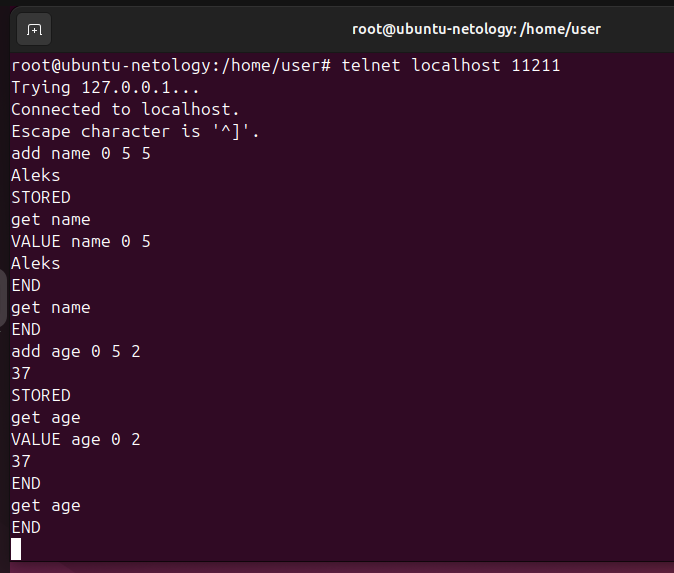 root@ubuntu-netology: /home/user
root@ubuntu-netology:/home/user# telnet localhost 11211
Trying 127.0.0.1...
Connected to localhost.
Escape character is '^]'.
add name 0 5 5
Aleks
STORED
get name
VALUE name 0 5
Aleks
END
get name
END
add age 0 5 2
37
STORED
get age
VALUE age 0 2
37
END
get age
END